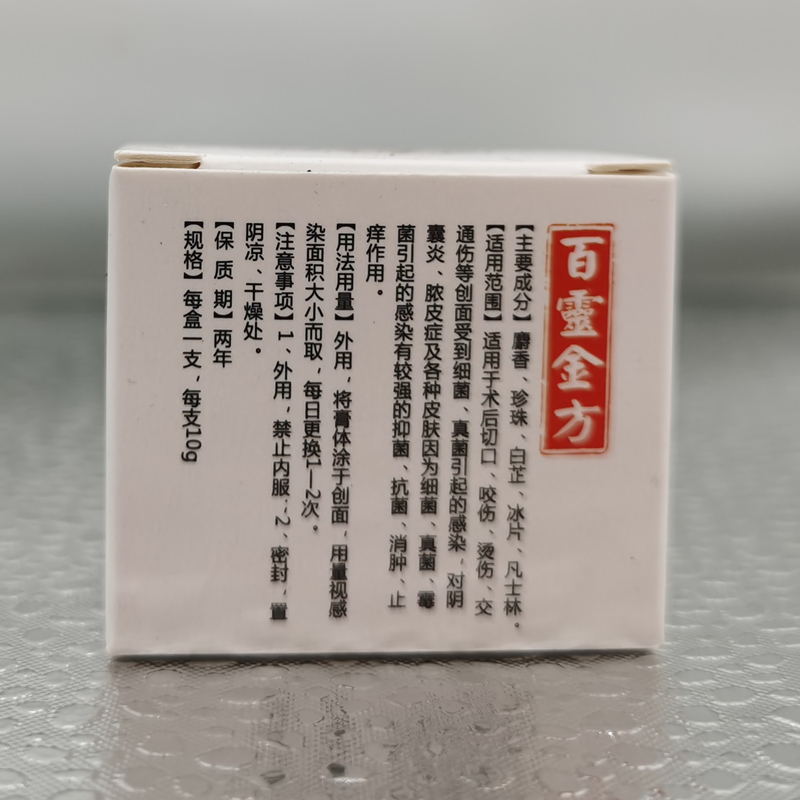 百靈金方
【主要成分】麝香、珍珠、白芷、冰片、凡士林。
【适用范围】适用于术后切口、咬伤、烫伤、交
通伤等创面受到细菌、真菌引起的感染,对阴
囊炎、脓皮症及各种皮肤因为细菌、真菌、霉
菌引起的感染有较强的抑菌、抗菌、消肿、止
痒作用。
【用法用量】外用,将膏体涂于创面,用量视感
染面积大小而取,每日更换1—2次。
【注意事项】1、外用,禁止内服;2、密封,置
阴凉、干燥处。
【保质期】两年
【规格】每盒一支,每支10g